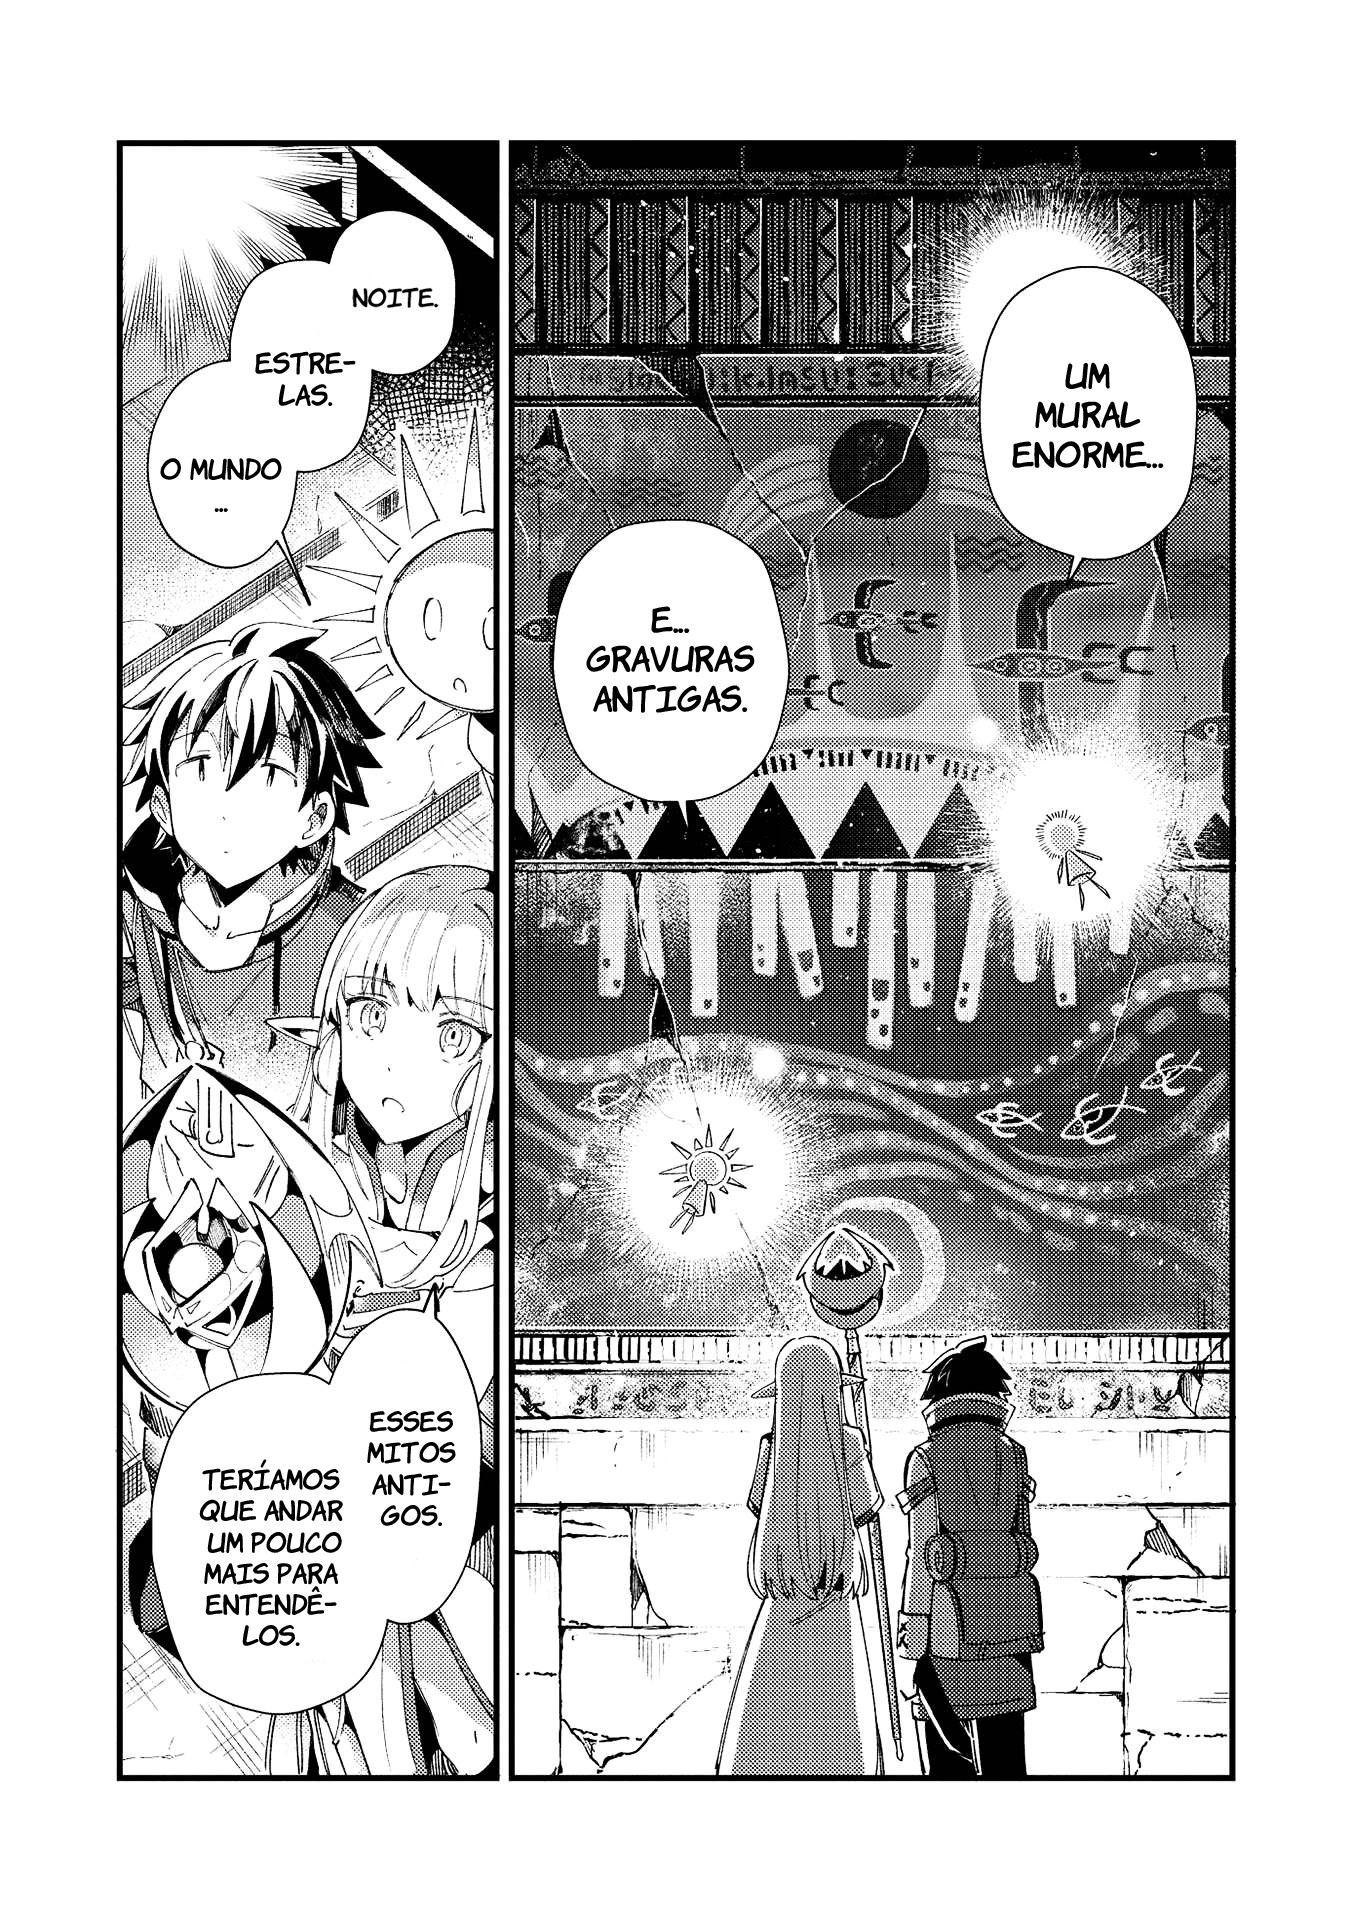 UM
MURAL
ENORME...
E...
GRAVURAS
ANTIGAS.
NOITE.
ESTRE-
LAS.
O MUNDO
...
ESSES
MITOS
ANTI-
GOS.
TERÍAMOS
QUE ANDAR
UM POUCO
MAIS PARA
ENTENDÊ-
LOS.